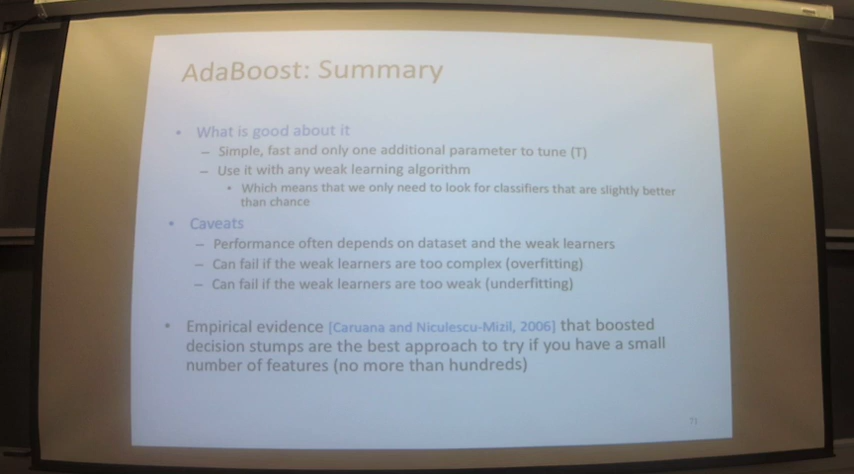 AdaBoost: Summary
• What is good about it
– Simple, fast and only one additional parameter to tune (T)
– Use it with any weak learning algorithm
• Which means that we only need to look for classifiers that are slightly better
than chance
• Caveats
– Performance often depends on dataset and the weak learners
– Can fail if the weak learners are too complex (overfitting)
– Can fail if the weak learners are too weak (underfitting)
• Empirical evidence [Caruana and Niculescu-Mizil, 2006] that boosted
decision stumps are the best approach to try if you have a small
number of features (no more than hundreds)